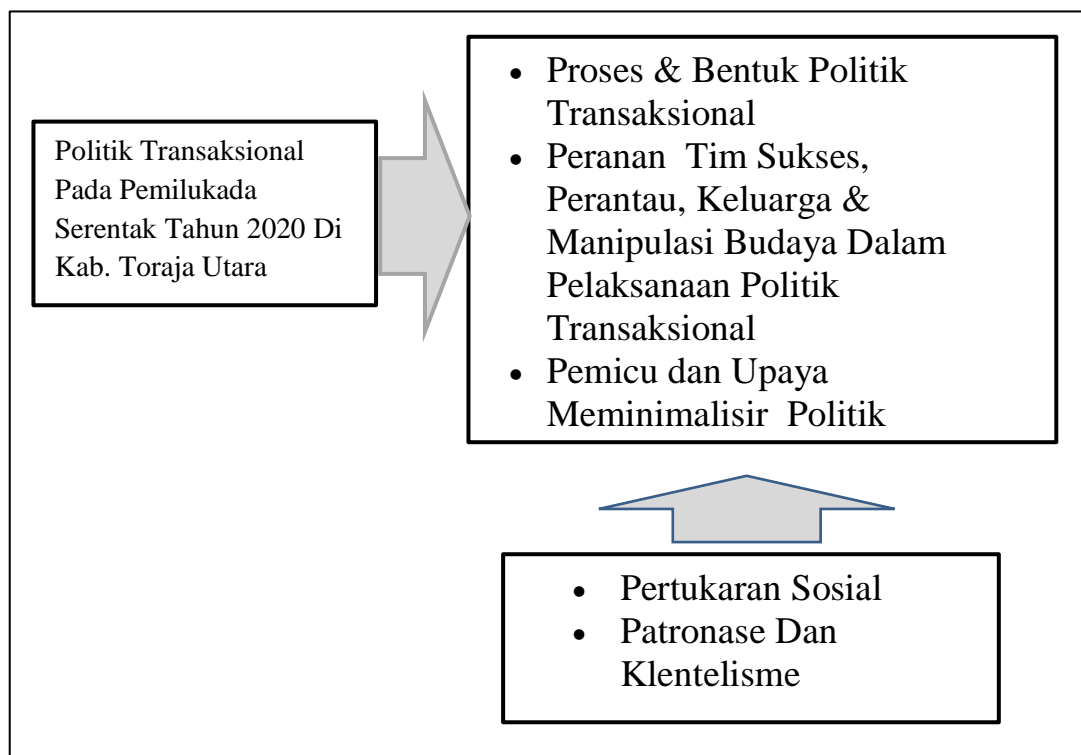 Politik Transaksional
Pada Pemilukada
Serentak Tahun 2020 Di
Kab. Toraja Utara
• Proses & Bentuk Politik
Transaksional
• Peranan Tim Sukses,
Perantau, Keluarga &
Manipulasi Budaya Dalam
Pelaksanaan Politik
Transaksional
• Pemicu dan Upaya
Meminimalisir Politik
• Pertukaran Sosial
• Patronase Dan
Klentelisme